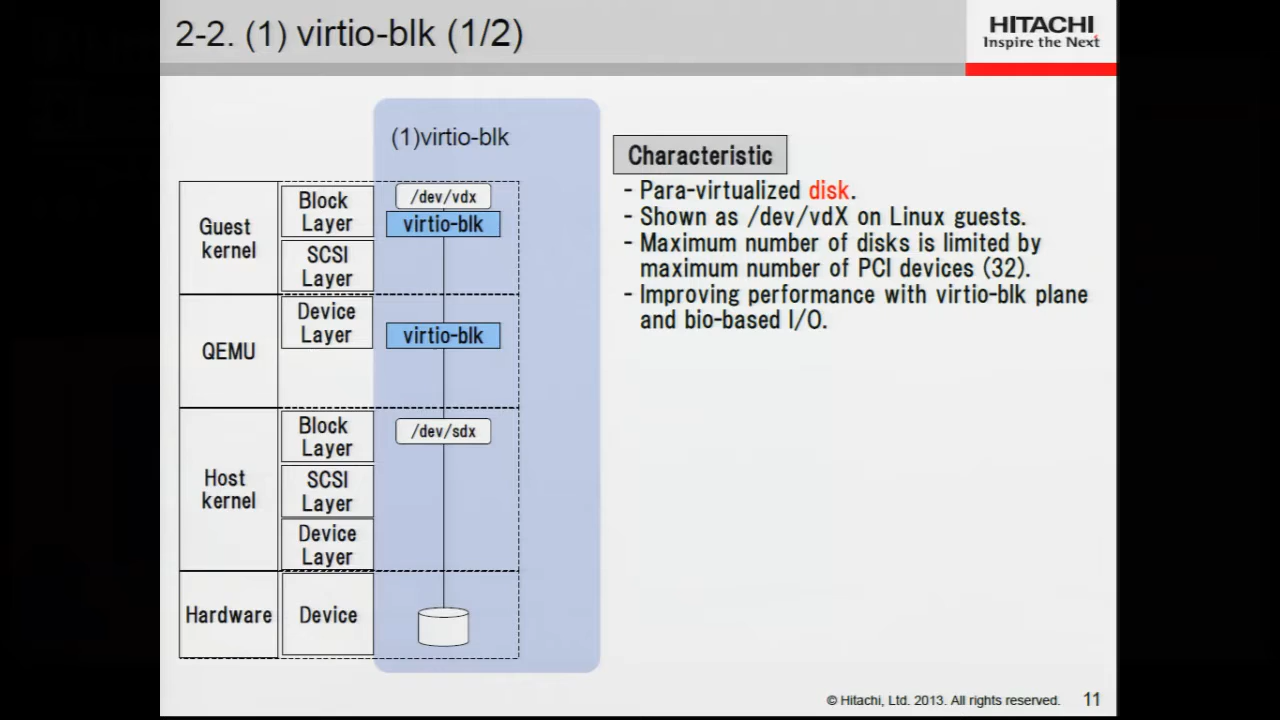 2-2. (1) virtio-blk (1/2)
HITACHI
Inspire the Next
(1)virtio-blk
Guest
kernel
Block
Layer
SCSI
Layer
/dev/vdx
virtio-blk
QEMU
Device
Layer
virtio-blk
Host
kernel
Block
Layer
SCSI
Layer
Device
Layer
/dev/sdx
Hardware
Device
Characteristic
- Para-virtualized disk.
- Shown as /dev/vdX on Linux guests.
- Maximum number of disks is limited by
maximum number of PCI devices (32).
- Improving performance with virtio-blk plane
and bio-based I/O.
© Hitachi, Ltd. 2013. All rights reserved.
11